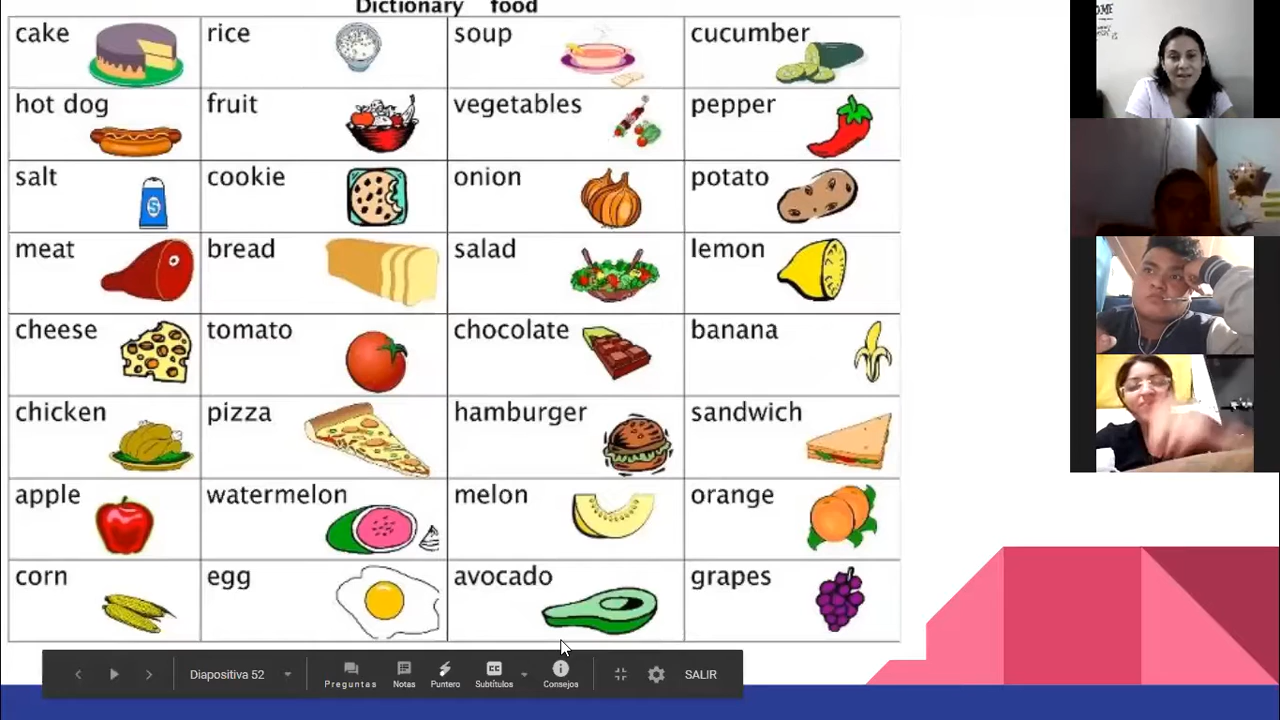 Dictionary food
cake rice soup cucumber
hot dog fruit vegetables pepper
salt cookie onion potato
meat bread salad lemon
cheese tomato chocolate banana
chicken pizza hamburger sandwich
apple watermelon melon orange
corn egg avocado grapes
Diapositiva 52
Preguntas Notas Puntero CC Subtítulos Consejos SALIR